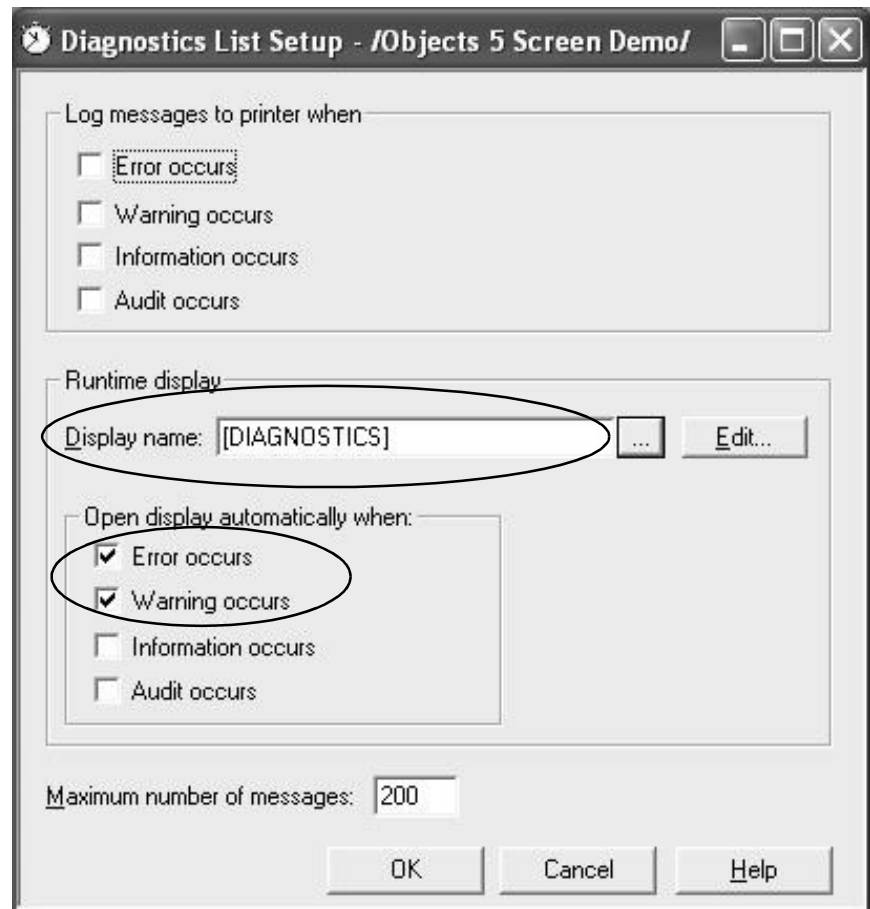 Diagnostics List Setup - /Objects 5 Screen Demo/
Log messages to printer when
Error occurs
Warning occurs
Information occurs
Audit occurs
Runtime display
Display name: [DIAGNOSTICS] ... Edit...
Open display automatically when:
Error occurs
Warning occurs
Information occurs
Audit occurs
Maximum number of messages: 200
OK Cancel Help